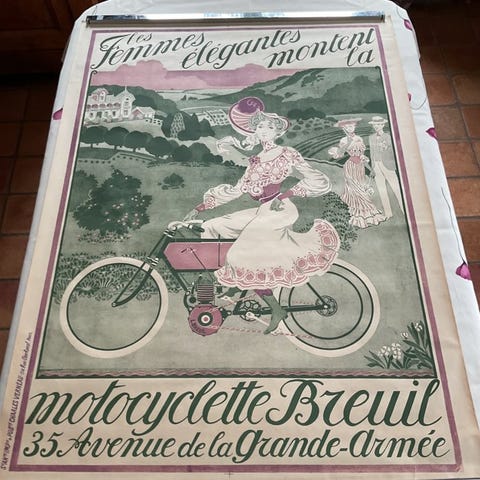 Les
Femmes élégantes montent
la
motocyclette Breuil
35. Avenue de la Grande-Armée